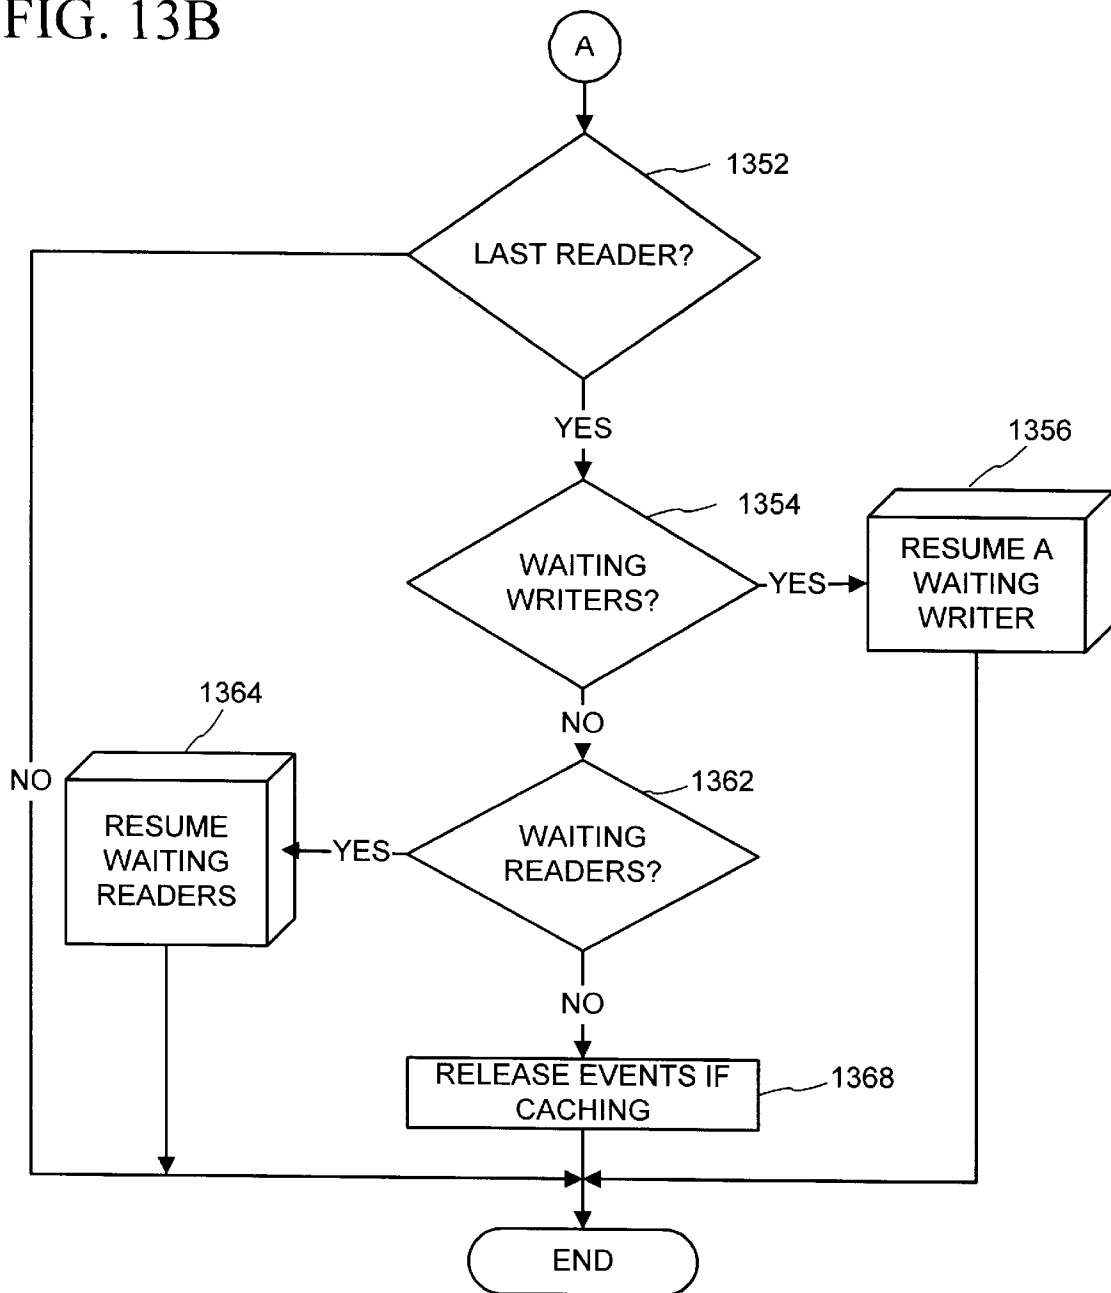 FIG. 13B
A
1352
LAST READER?
YES
1356
1354
WAITING
WRITERS?
YES
RESUME A
WAITING
WRITER
1364
NO
NO
1362
RESUME
WAITING
READERS
YES
WAITING
READERS?
NO
RELEASE EVENTS IF
CACHING
1368
END